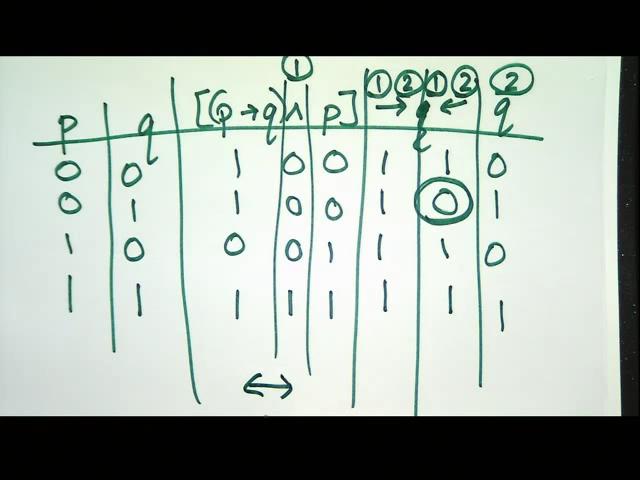 ① ① ② ① ② ②
p q [(p → q) ∧ p] → ← q
0 0 1 0 0 1 1 0
0 1 1 0 0 1 0 1
1 0 0 0 1 1 1 0
1 1 1 1 1 1 1 1
↔